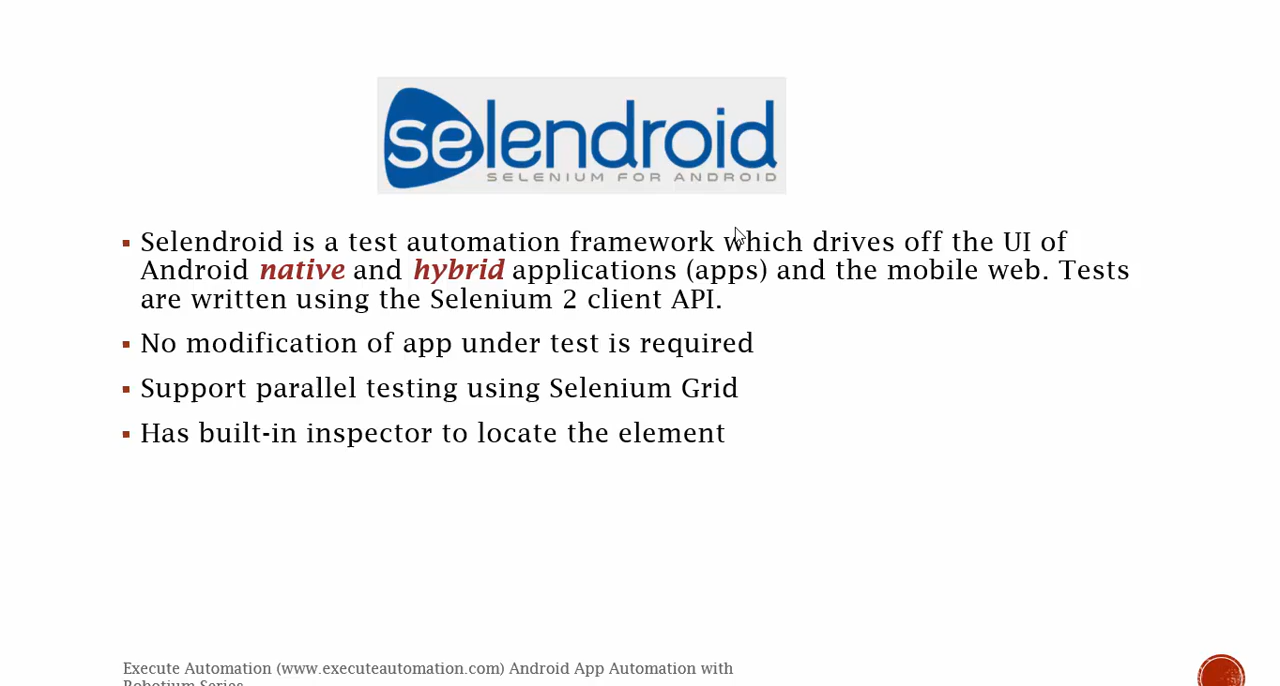 selendroid
SELENIUM FOR ANDROID
▪ Selendroid is a test automation framework which drives off the UI of
Android native and hybrid applications (apps) and the mobile web. Tests
are written using the Selenium 2 client API.
▪ No modification of app under test is required
▪ Support parallel testing using Selenium Grid
▪ Has built-in inspector to locate the element
Execute Automation (www.executeautomation.com) Android App Automation with
Robotium Series